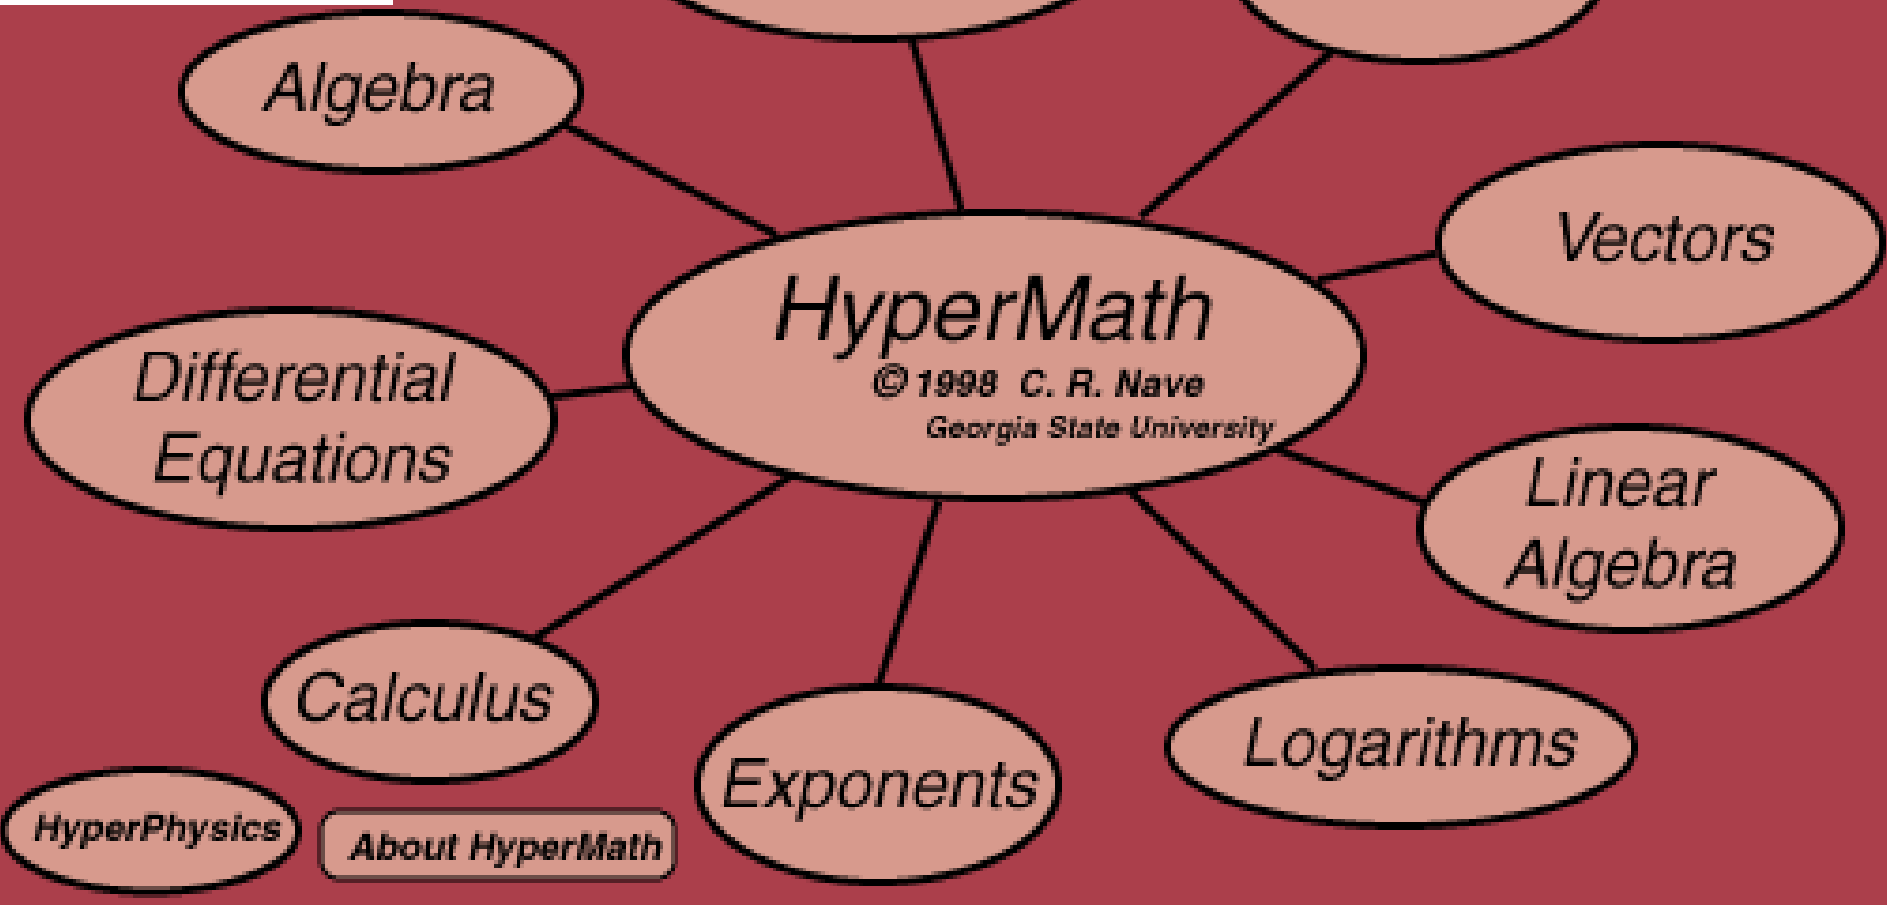 Algebra
Vectors
HyperMath
© 1998 C. R. Nave
Georgia State University
Differential
Equations
Linear
Algebra
Calculus
Exponents
Logarithms
HyperPhysics
About HyperMath